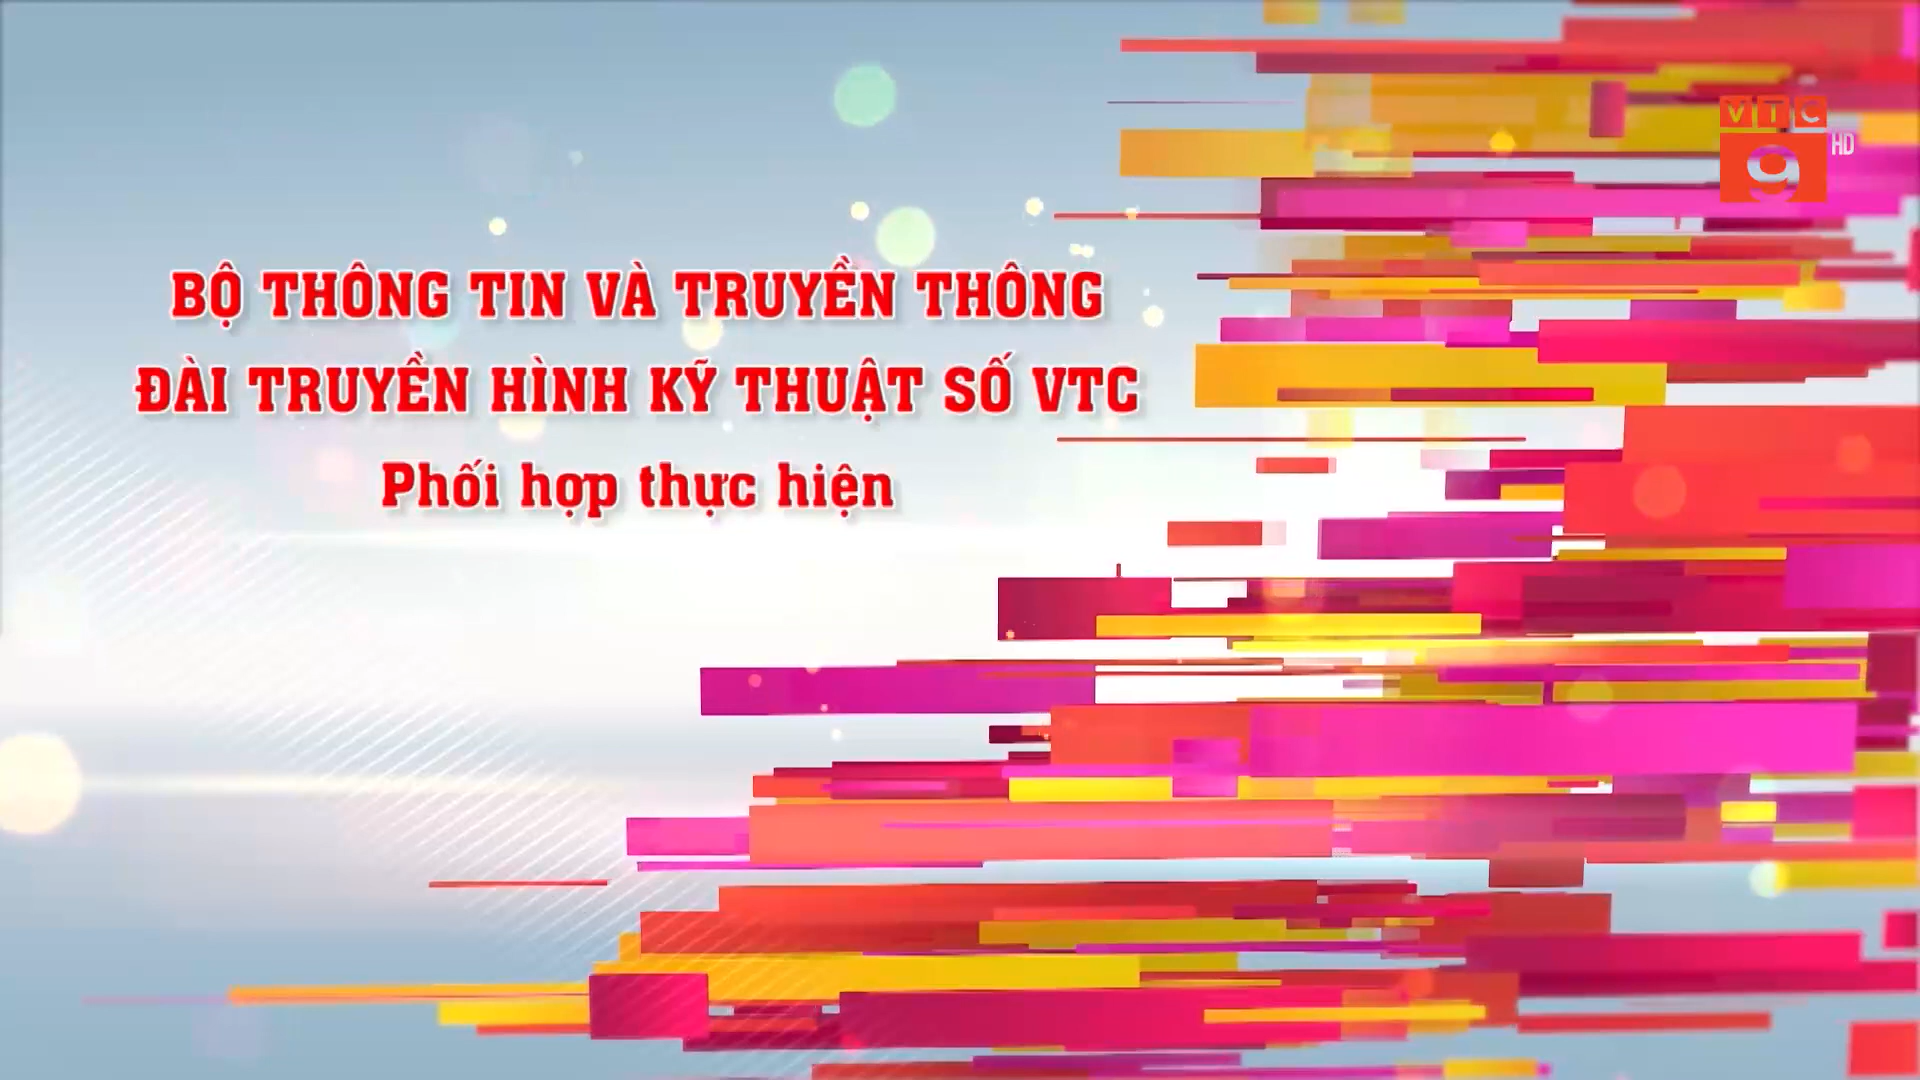 VTC
9 HD
BỘ THÔNG TIN VÀ TRUYỀN THÔNG
ĐÀI TRUYỀN HÌNH KỸ THUẬT SỐ VTC
Phối hợp thực hiện